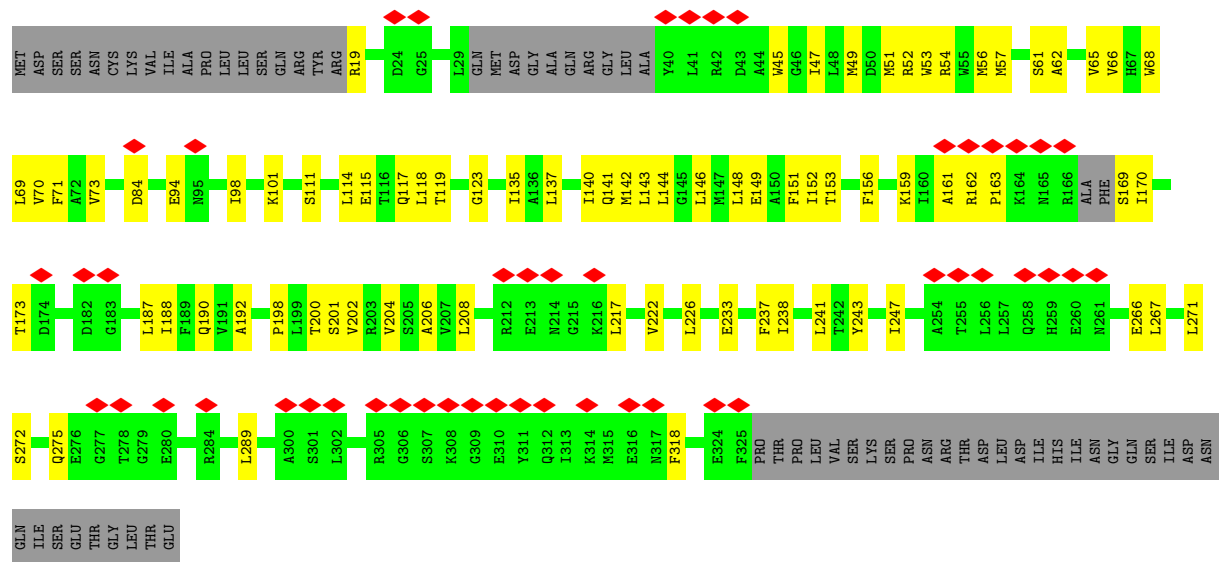 MET ASP SER SER ASN CYS LYS VAL ILE ALA PRO LEU LEU SER GLN ARG TYR ARG R19 D24 G25 L29 GLN MET ASP GLY ALA GLN ARG GLY LEU ALA Y40 L41 R42 D43 A44 W45 G46 I47 L48 M49 D50 M51 R52 W53 R54 W55 M56 M57 S61 A62 V65 V66 H67 W68
L69 V70 F71 A72 V73 D84 E94 N95 I98 K101 S111 L114 E115 T116 Q117 L118 T119 G123 I135 A136 L137 I140 Q141 M142 L143 L144 G145 L146 M147 L148 E149 A150 F151 I152 T153 F156 K159 I160 A161 R162 P163 K164 N165 R166 ALA PHE S169 I170
T173 D174 D182 G183 L187 I188 F189 Q190 V191 A192 P198 L199 T200 S201 V202 R203 V204 S205 A206 V207 L208 R212 E213 N214 G215 K216 L217 V222 L226 E233 F237 I238 L241 T242 Y243 I247 A254 T255 L256 L257 Q258 H259 E260 N261 E266 L267 L271
S272 Q275 E276 G277 T278 G279 E280 R284 L289 A300 S301 L302 R305 G306 S307 K308 G309 E310 Y311 Q312 I313 K314 M315 E316 N317 F318 E324 F325 PRO THR PRO LEU VAL SER LYS SER PRO ASN ARG THR ASP LEU ASP ILE HIS ILE ASN GLY GLN SER ILE ASP ASN
GLN ILE SER GLU THR GLY LEU THR GLU